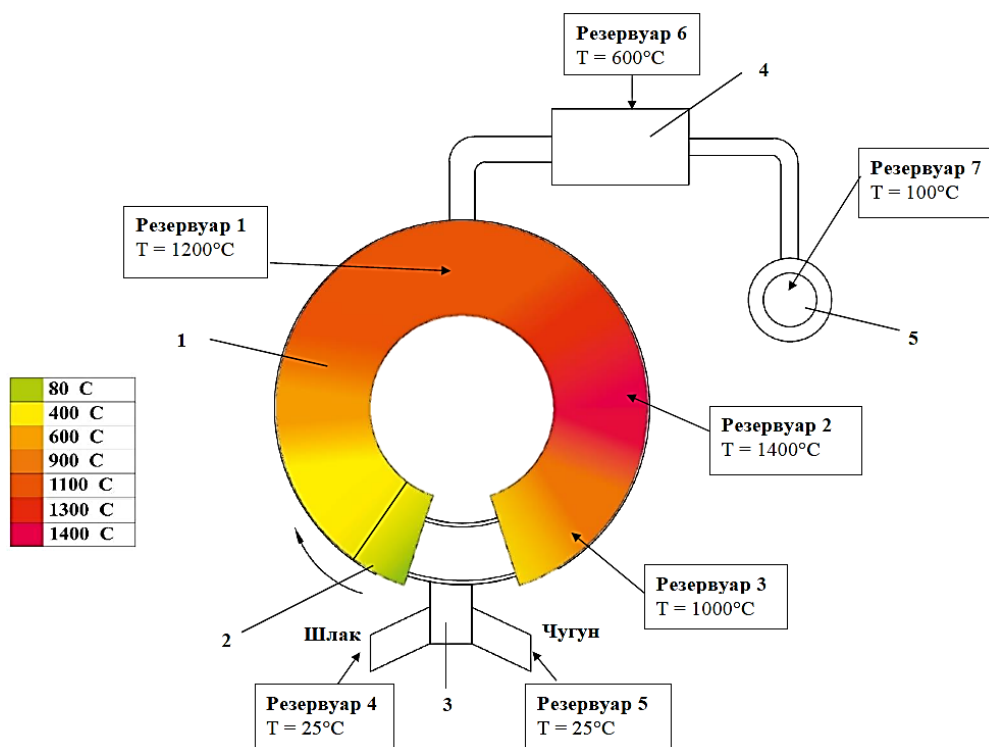 Резервуар 6
T = 600°C
4
Резервуар 7
T = 100°C
Резервуар 1
T = 1200°C
5
1
80 C
400 C
600 C
900 C
1100 C
1300 C
1400 C
Резервуар 2
T = 1400°C
Резервуар 3
T = 1000°C
2
Шлак
Чугун
3
Резервуар 4
T = 25°C
Резервуар 5
T = 25°C